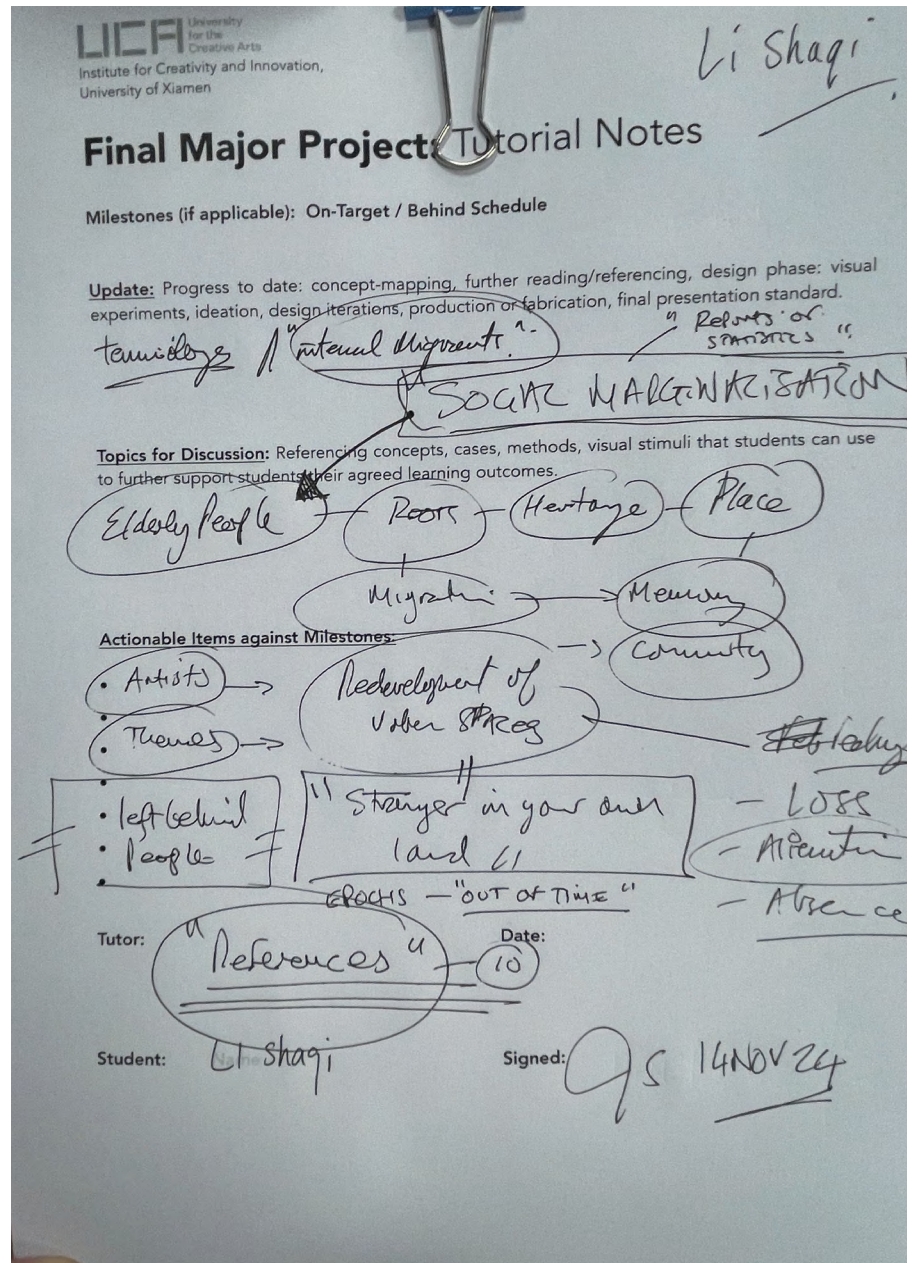 UCA University
for the
Creative Arts
Institute for Creativity and Innovation,
University of Xiamen
Li Shaqi
Final Major Project: Tutorial Notes
Milestones (if applicable): On-Target / Behind Schedule
Update: Progress to date: concept-mapping, further reading/referencing, design phase: visual
experiments, ideation, design iterations, production or fabrication, final presentation standard.
"internal Migrants."
"Reports or
STATISTICS"
"SOCIAL MARGINALISATION
Topics for Discussion: Referencing concepts, cases, methods, visual stimuli that students can use
to further support students their agreed learning outcomes.
Elderly People Roots Heritage Place
Migration Memory
Actionable Items against Milestones:
Community
• Artists Redevelopment of
• Themes Urban SPACES
• left behind
• People
"Stranger" in your own
land "
- LOSS
- Alienation
- Absence
EPOCHS - "OUT OF TIME"
Tutor: Date:
"References" - 10
Student: LI Shaqi Signed: 14 NOV 24